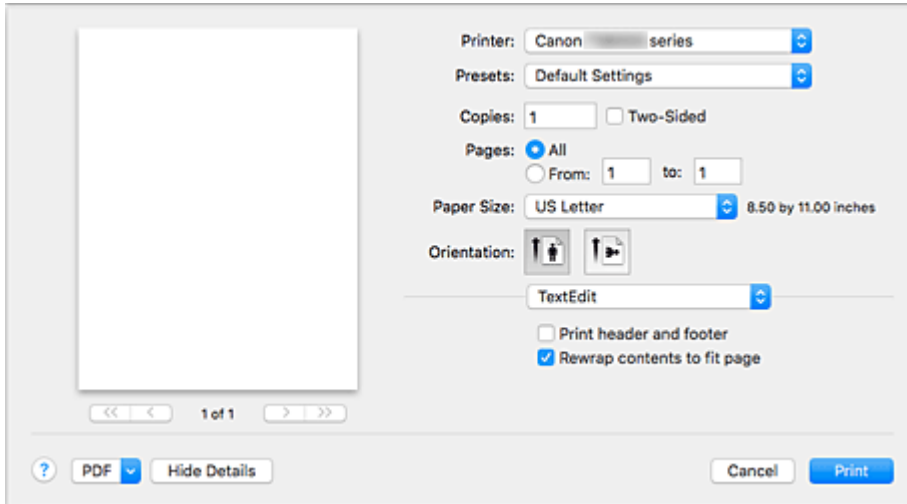 Printer: Canon series
Presets: Default Settings
Copies: 1 Two-Sided
Pages: All
From: 1 to: 1
Paper Size: US Letter 8.50 by 11.00 inches
Orientation:
TextEdit
Print header and footer
Rewrap contents to fit page
<< < 1 of 1 > >>
? PDF Hide Details Cancel Print